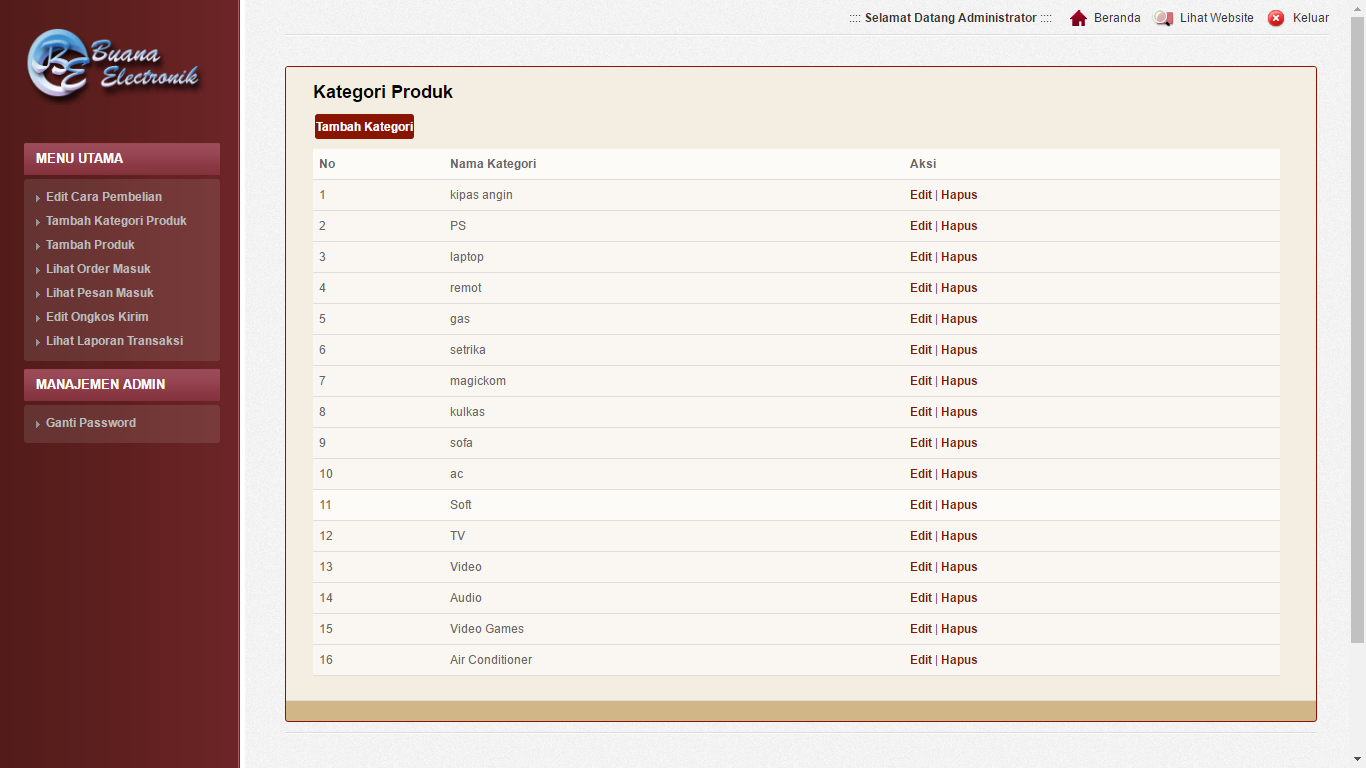 Buana
Electronik
:::: Selamat Datang Administrator ::::
Beranda
Lihat Website
Keluar
MENU UTAMA
Edit Cara Pembelian
Tambah Kategori Produk
Tambah Produk
Lihat Order Masuk
Lihat Pesan Masuk
Edit Ongkos Kirim
Lihat Laporan Transaksi
MANAJEMEN ADMIN
Ganti Password
Kategori Produk
Tambah Kategori
No Nama Kategori Aksi
1 kipas angin Edit | Hapus
2 PS Edit | Hapus
3 laptop Edit | Hapus
4 remot Edit | Hapus
5 gas Edit | Hapus
6 setrika Edit | Hapus
7 magickom Edit | Hapus
8 kulkas Edit | Hapus
9 sofa Edit | Hapus
10 ac Edit | Hapus
11 Soft Edit | Hapus
12 TV Edit | Hapus
13 Video Edit | Hapus
14 Audio Edit | Hapus
15 Video Games Edit | Hapus
16 Air Conditioner Edit | Hapus